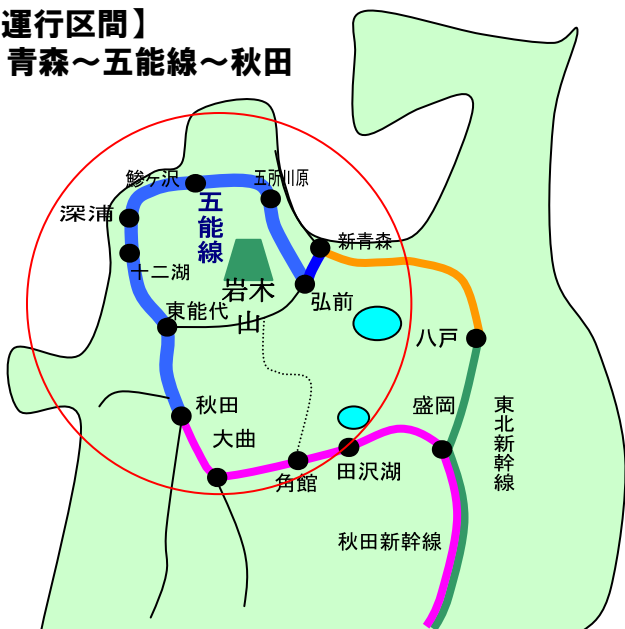 運行区間】
青森～五能線～秋田
鰺ヶ沢
五所川原
深浦
五能線
新青森
十二湖
岩木山
弘前
東能代
八戸
秋田
盛岡
東北新幹線
大曲
田沢湖
角館
秋田新幹線